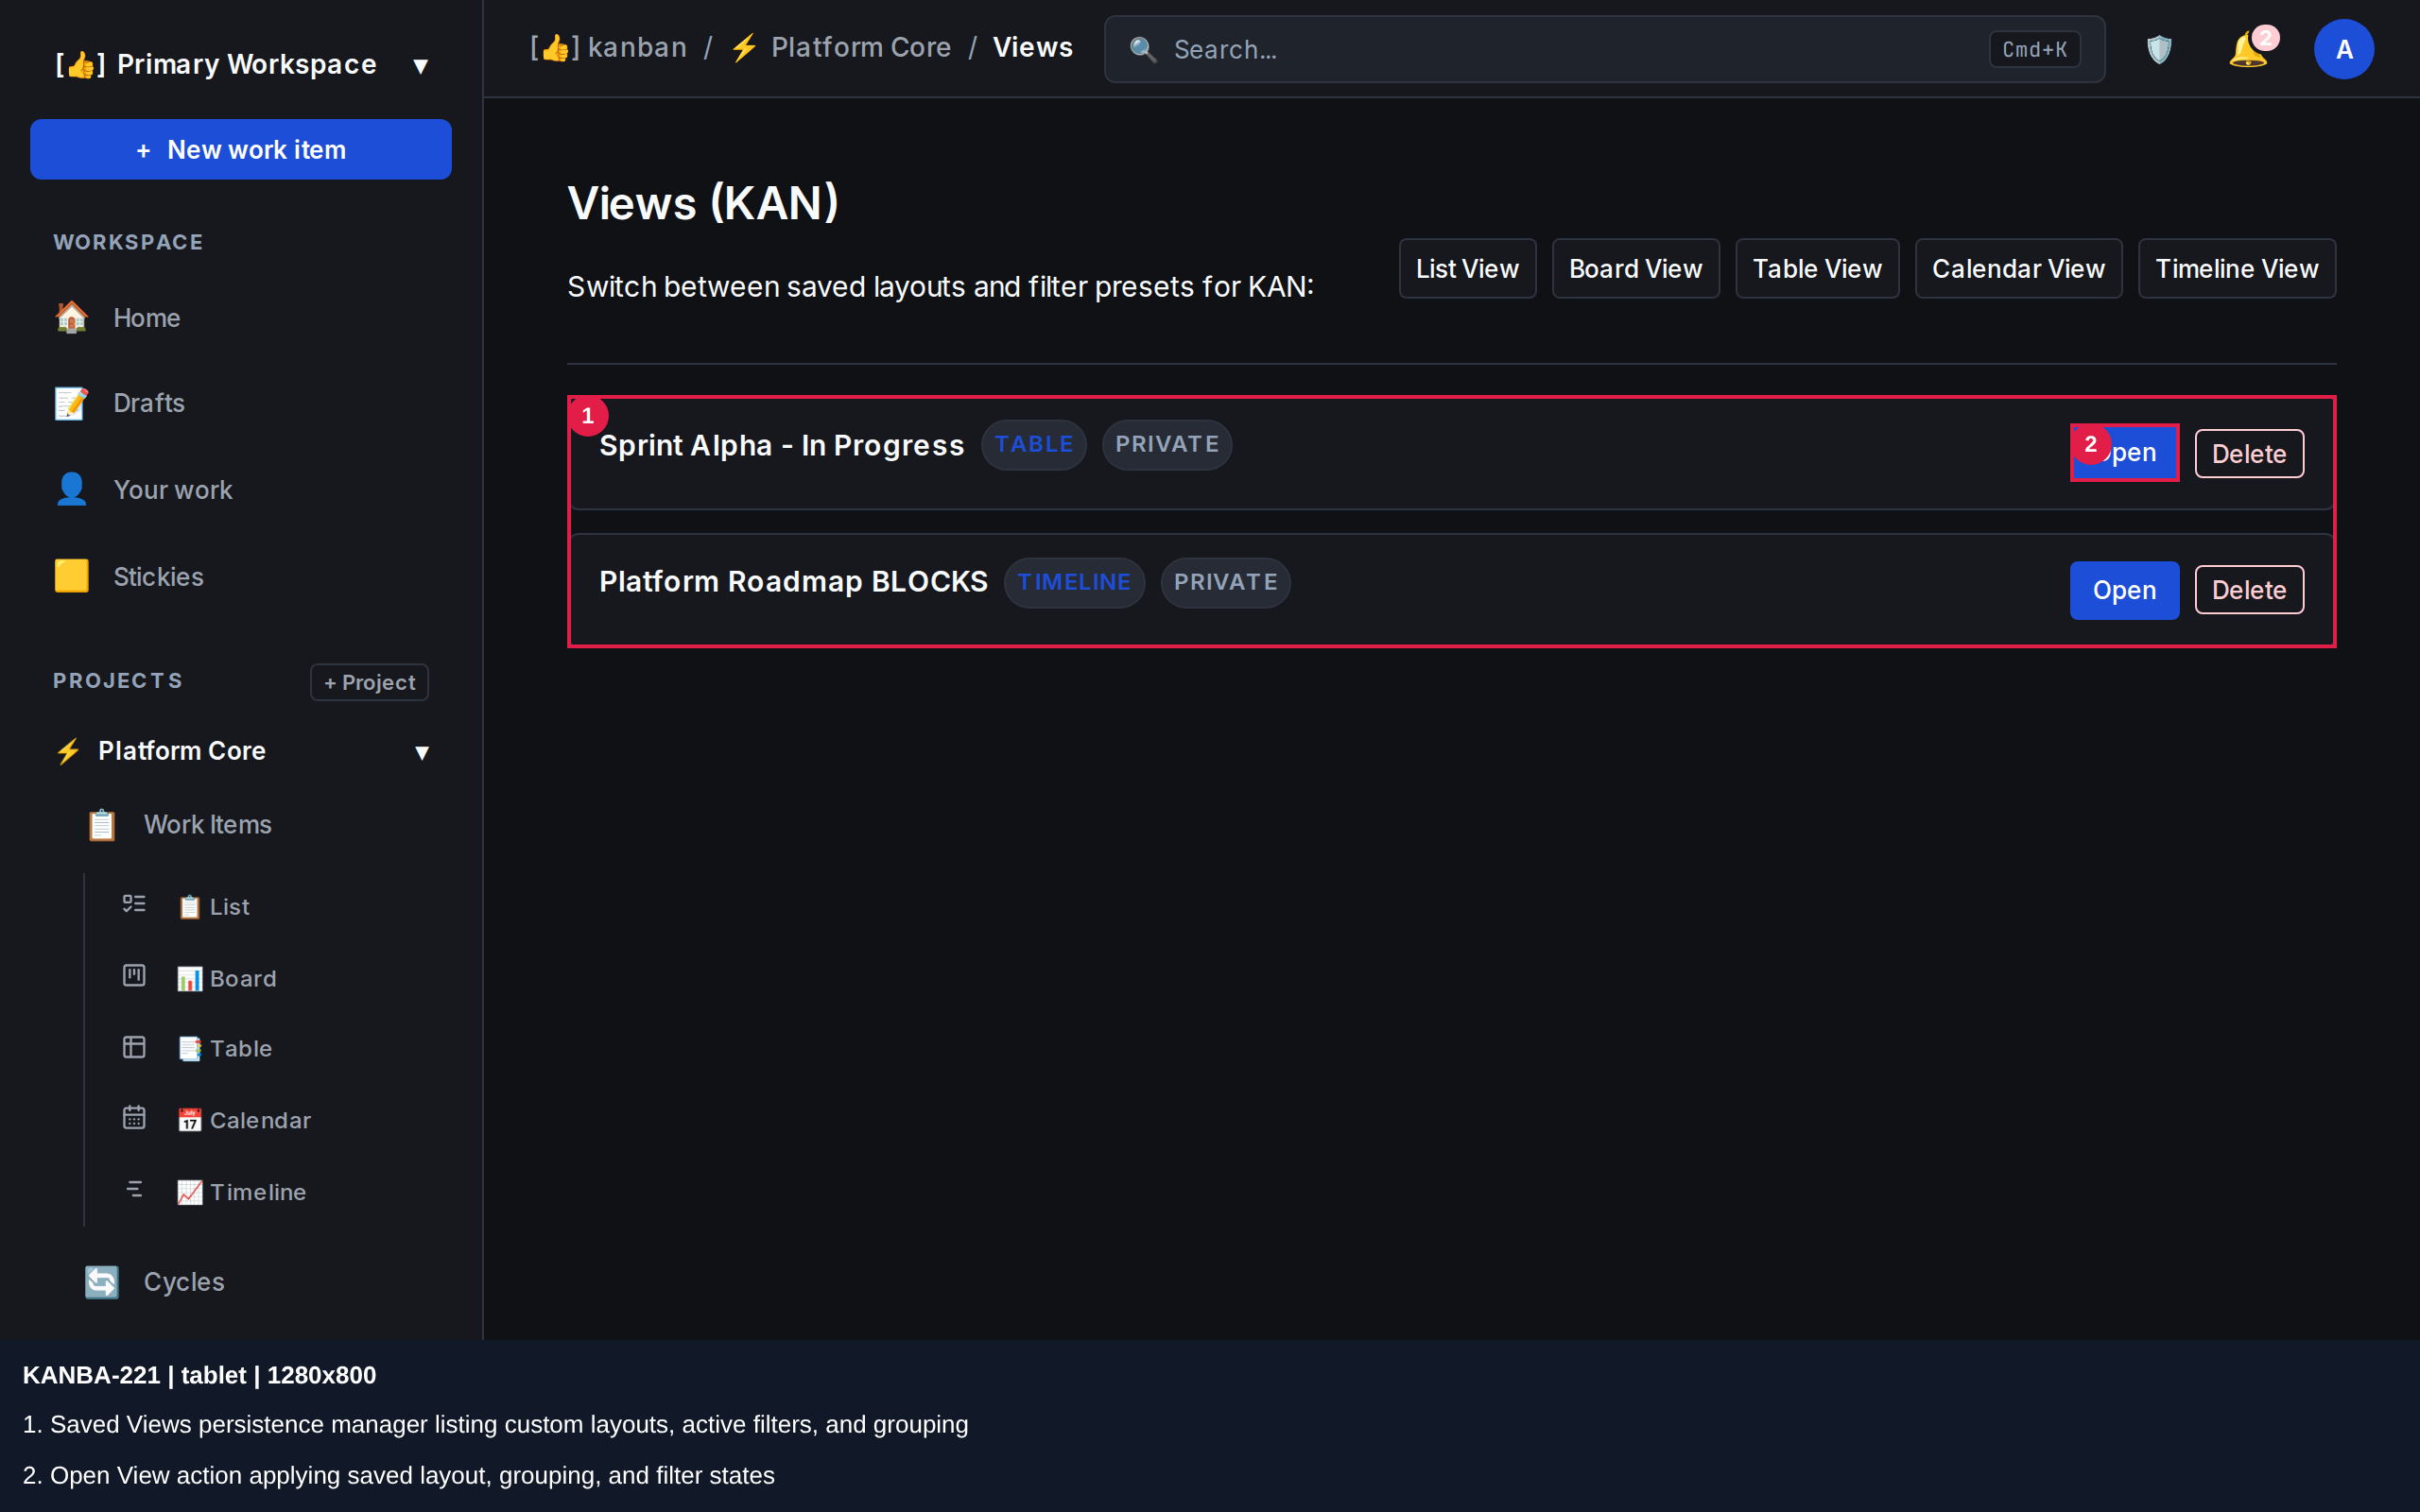 [👍] Primary Workspace ▼
+ New work item
WORKSPACE
🏠 Home
📝 Drafts
👤 Your work
🟨 Stickies
PROJECTS + Project
⚡ Platform Core ▼
📋 Work Items
📋 List
📊 Board
📑 Table
📅 Calendar
📈 Timeline
🔄 Cycles
[👍] kanban / ⚡ Platform Core / Views
🔍 Search... Cmd+K
2
A
Views (KAN)
Switch between saved layouts and filter presets for KAN:
List View Board View Table View Calendar View Timeline View
1
Sprint Alpha - In Progress TABLE PRIVATE
2 pen Delete
Platform Roadmap BLOCKS TIMELINE PRIVATE
Open Delete
KANBA-221 | tablet | 1280x800
1. Saved Views persistence manager listing custom layouts, active filters, and grouping
2. Open View action applying saved layout, grouping, and filter states